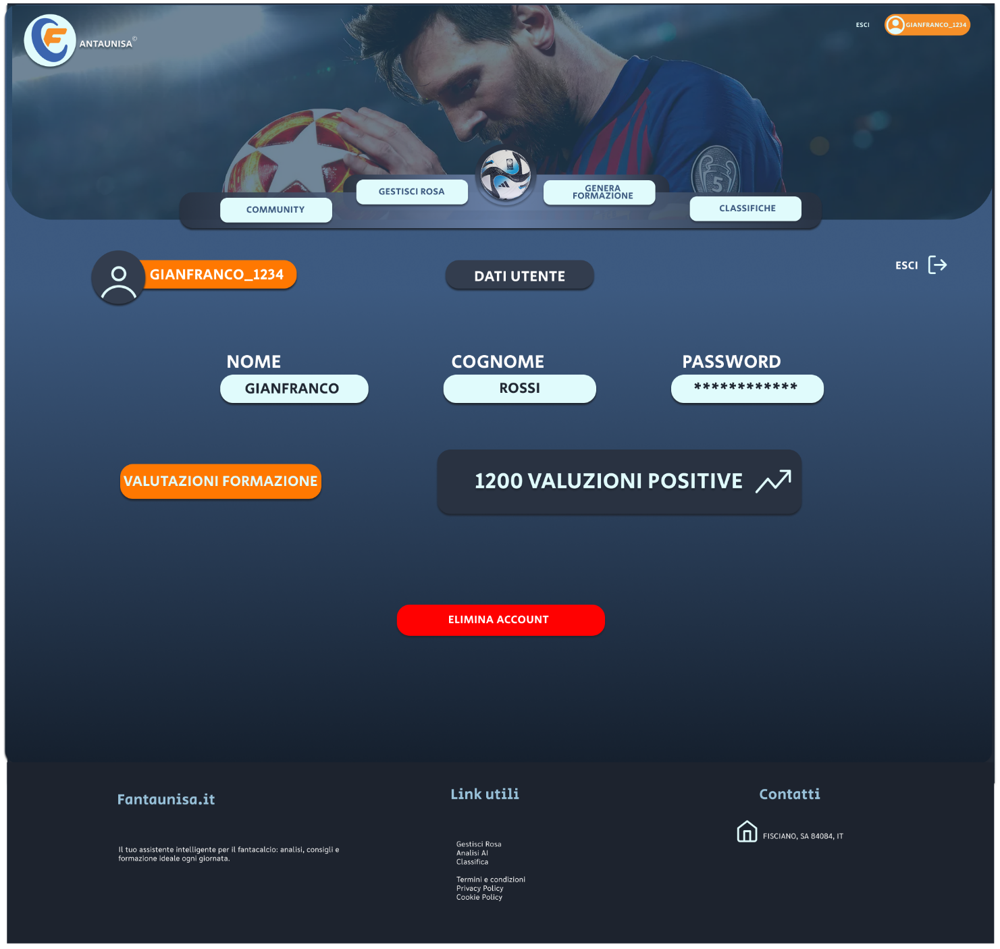 F
ANTAUNISA©
ESCI
GIANFRANCO_1234
COMMUNITY
GESTISCI ROSA
GENERA
FORMAZIONE
CLASSIFICHE
5
GIANFRANCO_1234
DATI UTENTE
ESCI
NOME
COGNOME
PASSWORD
GIANFRANCO
ROSSI
************
VALUTAZIONI FORMAZIONE
1200 VALUZIONI POSITIVE
ELIMINA ACCOUNT
Fantaunisa.it
Il tuo assistente intelligente per il fantacalcio: analisi, consigli e
formazione ideale ogni giornata.
Link utili
Gestisci Rosa
Analisi AI
Classifica
Termini e condizioni
Privacy Policy
Cookie Policy
Contatti
FISCIANO, SA 84084, IT